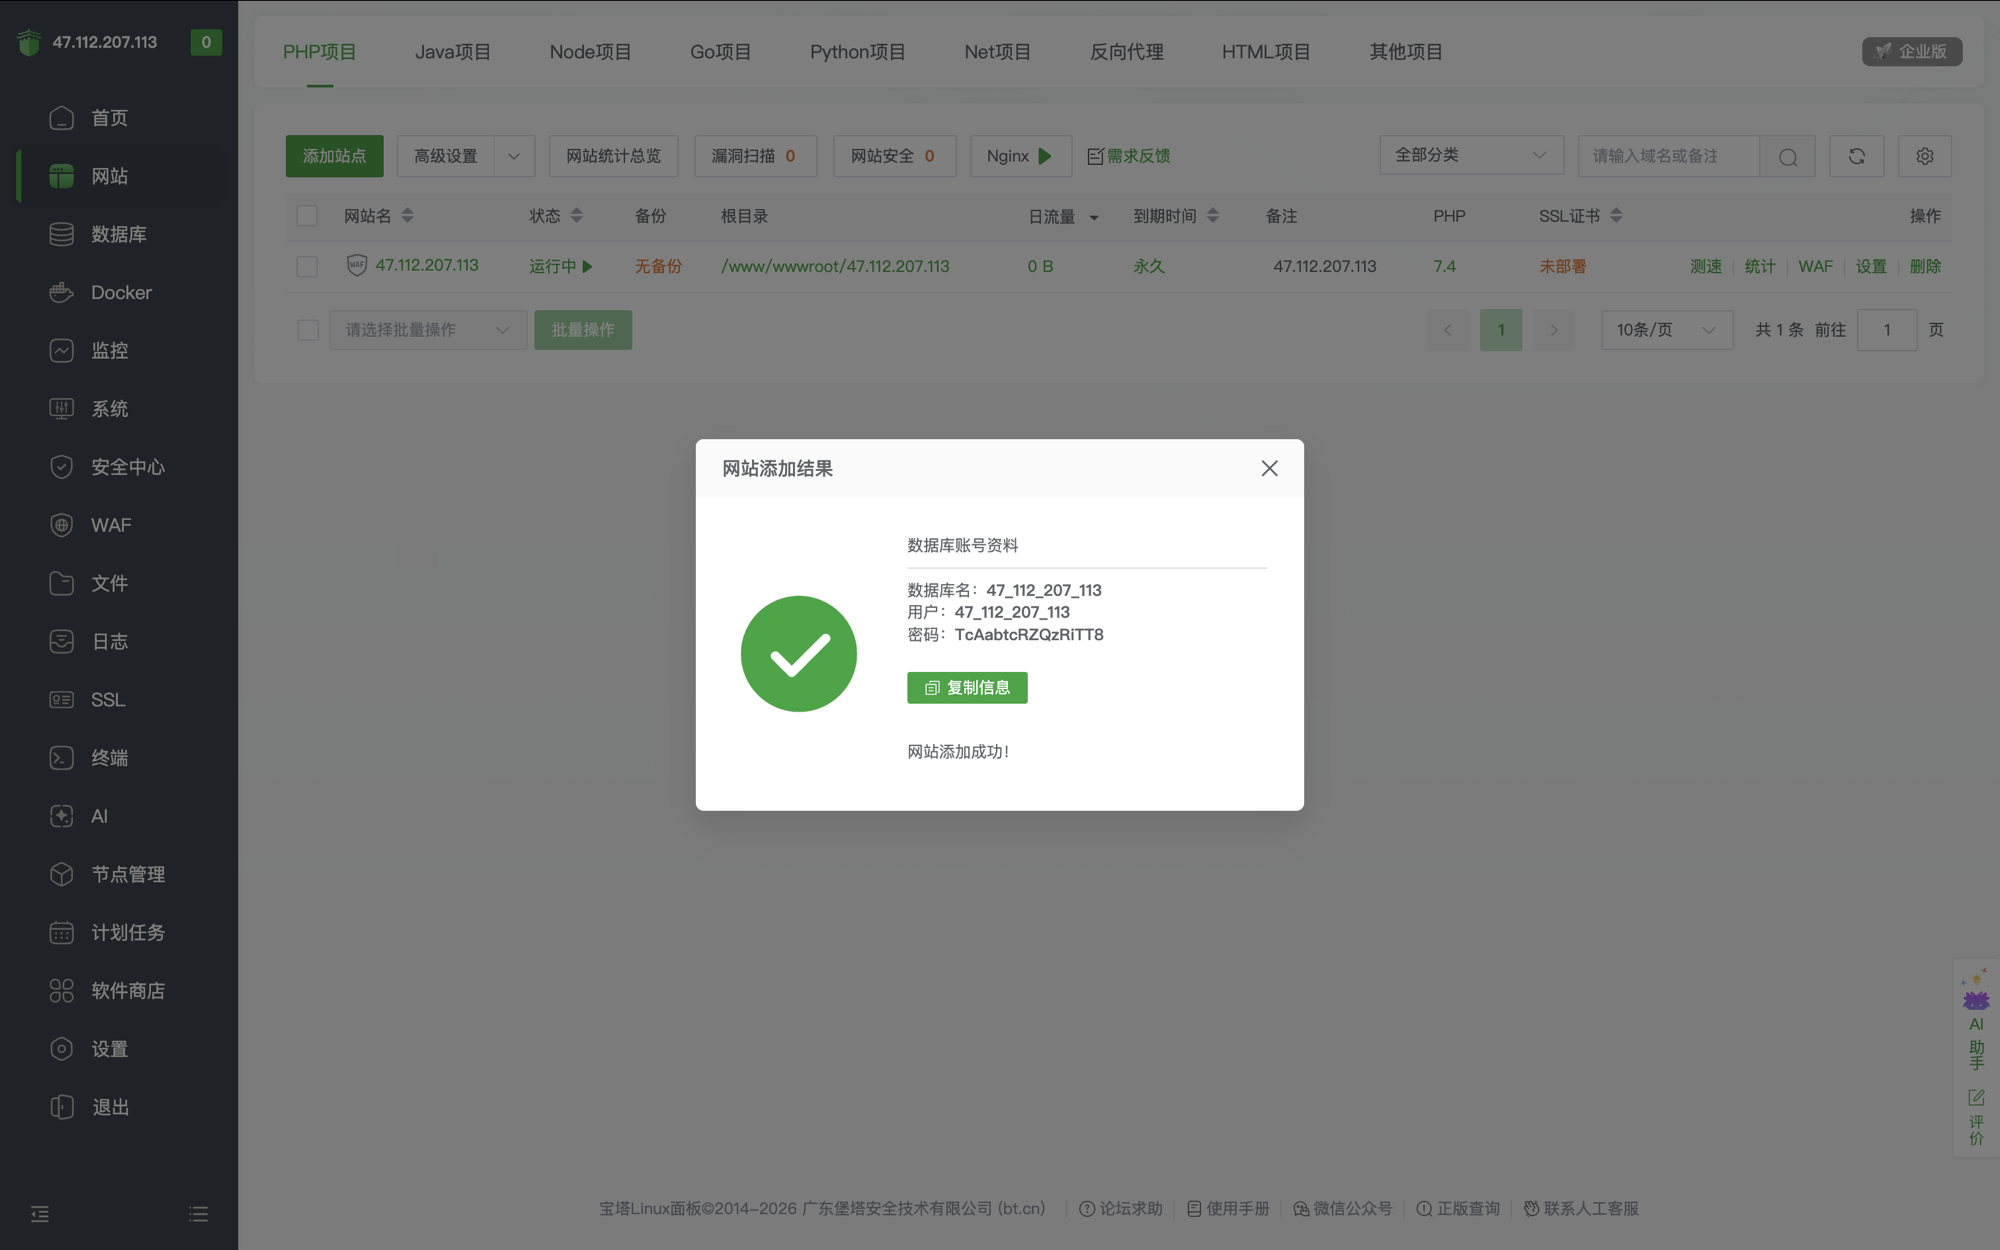 47.112.207.113 0
首页
网站
数据库
Docker
监控
系统
安全中心
WAF
文件
日志
SSL
终端
AI
节点管理
计划任务
软件商店
设置
退出
PHP项目 Java项目 Node项目 Go项目 Python项目 Net项目 反向代理 HTML项目 其他项目 企业版
添加站点 高级设置 网站统计总览 漏洞扫描 0 网站安全 0 Nginx 需求反馈 全部分类 请输入域名或备注
网站名 状态 备份 根目录 日流量 到期时间 备注 PHP SSL证书 操作
WAF 47.112.207.113 运行中 无备份 /www/wwwroot/47.112.207.113 0 B 永久 47.112.207.113 7.4 未部署 测速 统计 WAF 设置 删除
请选择批量操作 批量操作 1 10条/页 共 1 条 前往 1 页
网站添加结果
数据库账号资料
数据库名：47_112_207_113
用户：47_112_207_113
密码：TcAabtcRZQzRiTT8
复制信息
网站添加成功！
AI
助
手
评
价
宝塔Linux面板©2014-2026 广东堡塔安全技术有限公司 (bt.cn) 论坛求助 使用手册 微信公众号 正版查询 联系人工客服